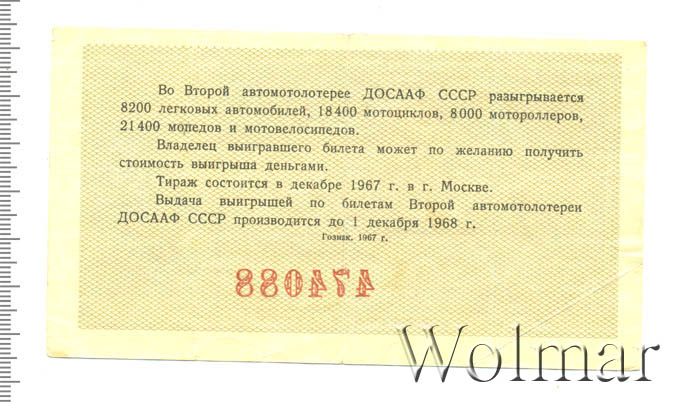 Во Второй автомотолотерее ДОСААФ СССР разыгрывается
8200 легковых автомобилей, 18400 мотоциклов, 8000 мотороллеров,
21400 мопедов и мотовелосипедов.
Владелец выигравшего билета может по желанию получить
стоимость выигрыша деньгами.
Тираж состоится в декабре 1967 г. в г. Москве.
Выдача выигрышей по билетам Второй автомотолотереи
ДОСААФ СССР производится до 1 декабря 1968 г.
Гознак. 1967 г.
474088
Wolmar